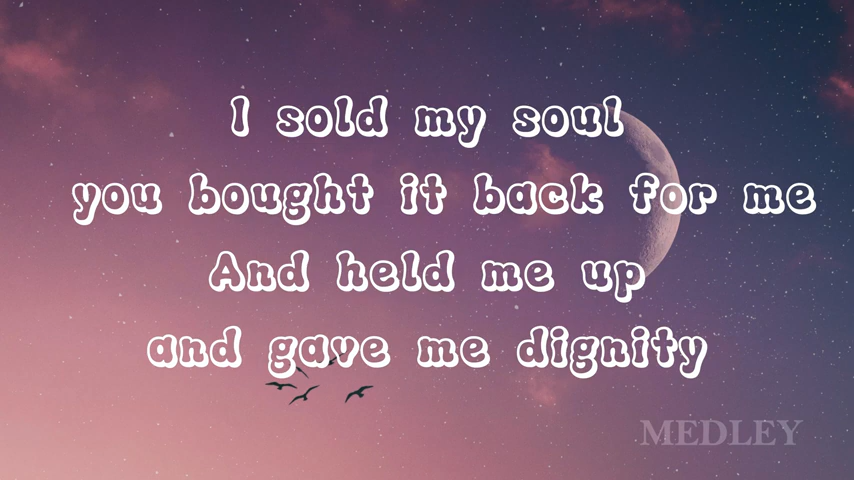 I sold my soul
you bought it back for me
And held me up
and gave me dignity
MEDLEY